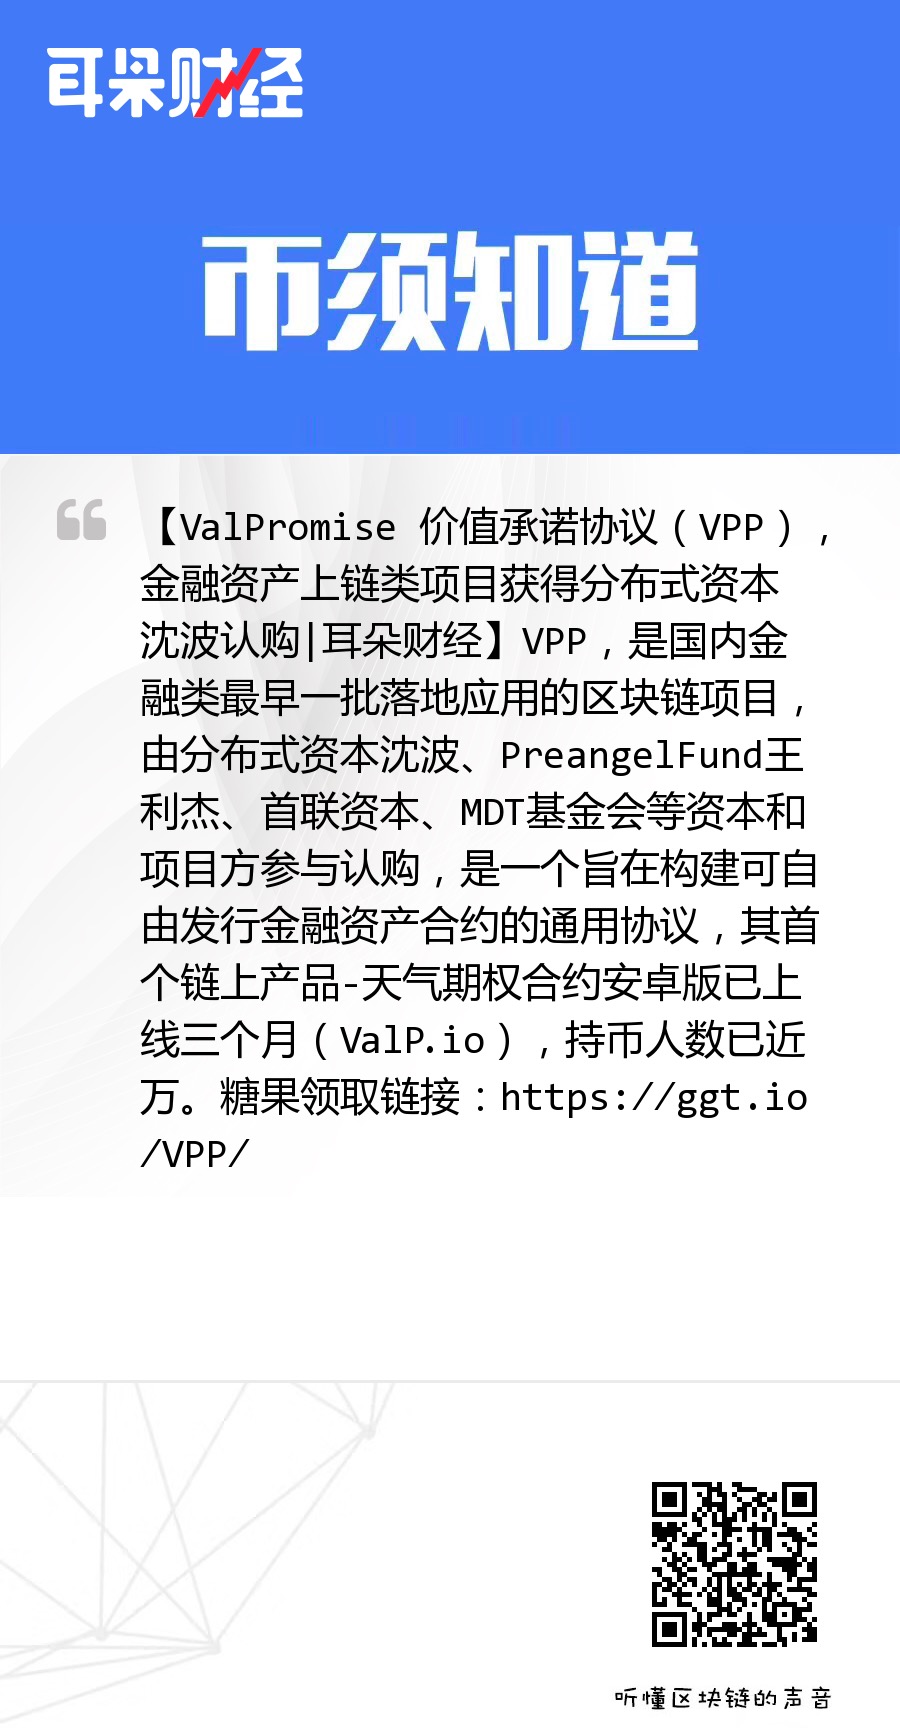 耳朵财经
币须知道
【ValPromise 价值承诺协议（VPP），
金融资产上链类项目获得分布式资本
沈波认购|耳朵财经】VPP，是国内金
融类最早一批落地应用的区块链项目，
由分布式资本沈波、PreangelFund王
利杰、首联资本、MDT基金会等资本和
项目方参与认购，是一个旨在构建可自
由发行金融资产合约的通用协议，其首
个链上产品-天气期权合约安卓版已上
线三个月（ValP.io），持币人数已近
万。糖果领取链接：https://ggt.io
/VPP/
听懂区块链的声音